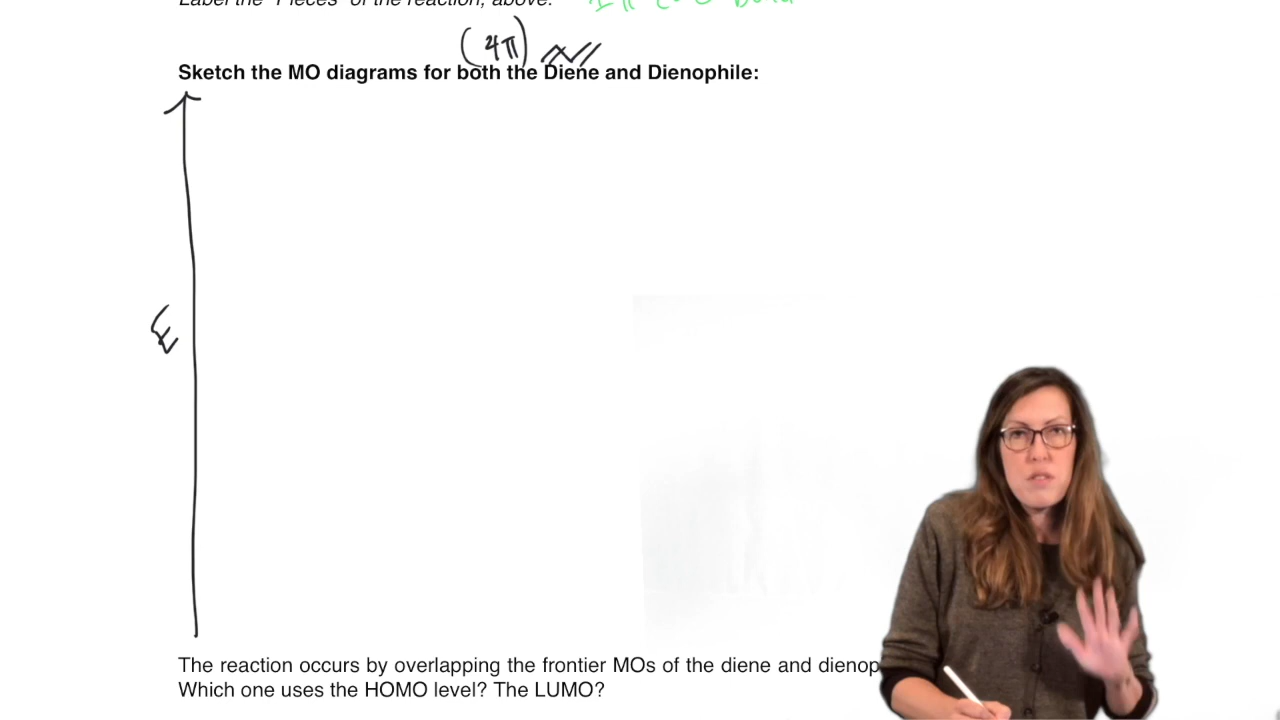 Label the "Pieces" of the reaction, above.
(4π)
Sketch the MO diagrams for both the Diene and Dienophile:
E
The reaction occurs by overlapping the frontier MOs of the diene and dienop
Which one uses the HOMO level? The LUMO?